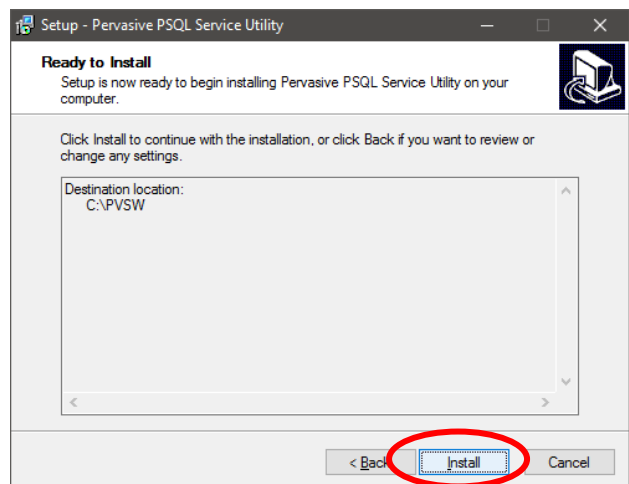 Setup - Pervasive PSQL Service Utility
Ready to Install
Setup is now ready to begin installing Pervasive PSQL Service Utility on your
computer.
Click Install to continue with the installation, or click Back if you want to review or
change any settings.
Destination location:
C:\PVSW
< Back Install Cancel